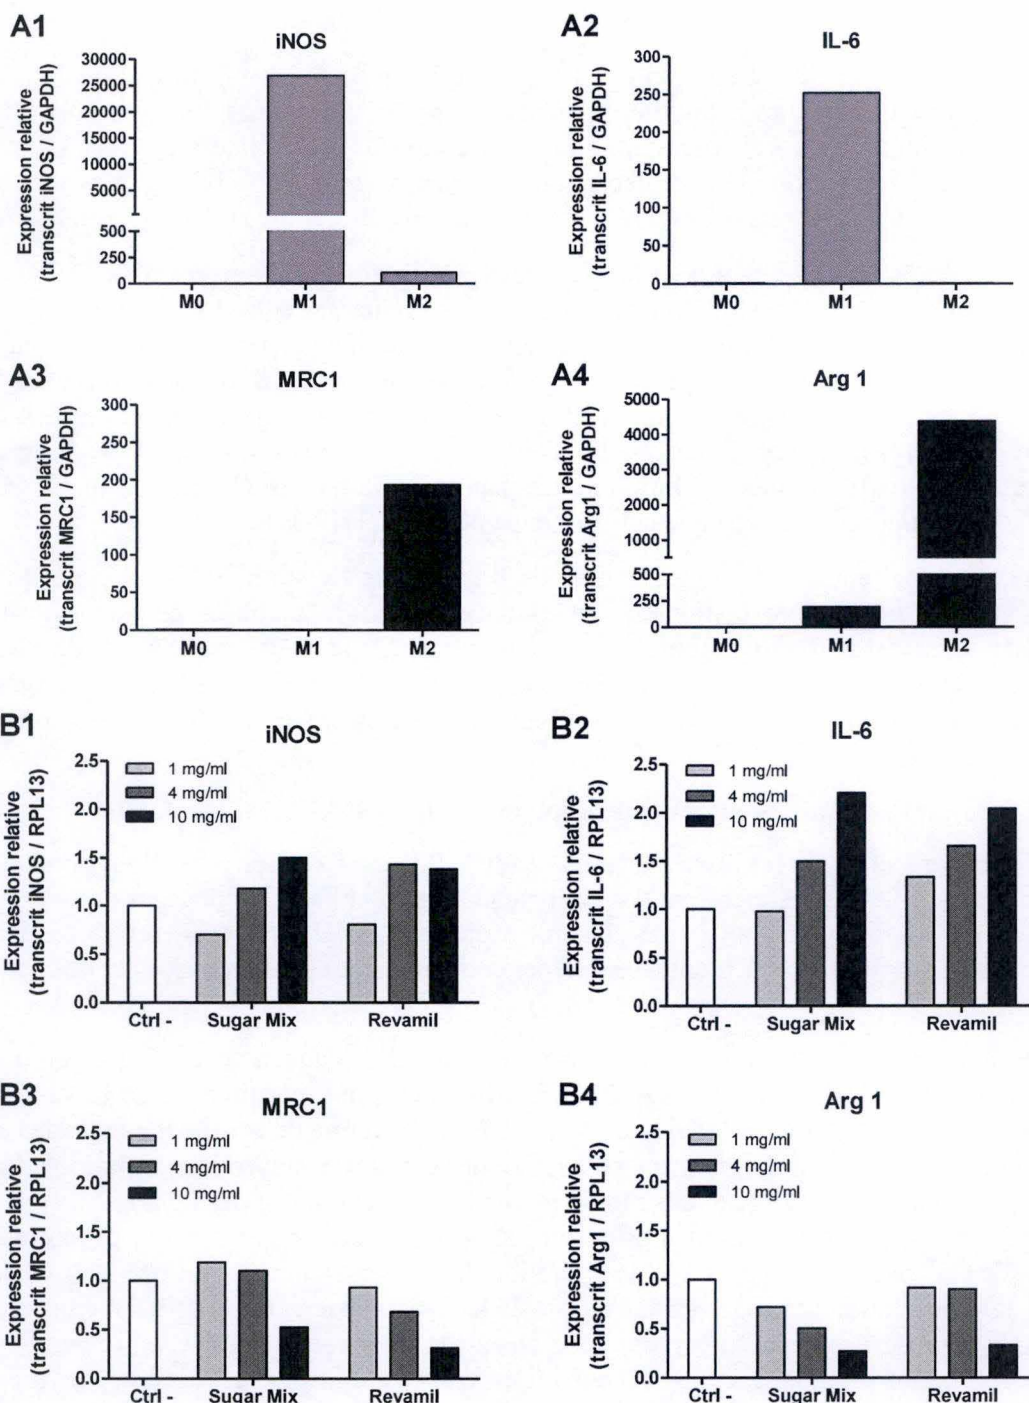 A1
iNOS
Expression relative
(transcrit iNOS / GAPDH)
30000
25000
20000
15000
10000
5000
500
250
0
M0 M1 M2
A2
IL-6
Expression relative
(transcrit IL-6 / GAPDH)
300
250
200
150
100
50
0
M0 M1 M2
A3
MRC1
Expression relative
(transcrit MRC1 / GAPDH)
300
250
200
150
100
50
0
M0 M1 M2
A4
Arg 1
Expression relative
(transcrit Arg1 / GAPDH)
5000
4000
3000
2000
1000
500
250
0
M0 M1 M2
B1
iNOS
Expression relative
(transcrit iNOS / RPL13)
2.5
2.0
1.5
1.0
0.5
0.0
1 mg/ml
4 mg/ml
10 mg/ml
Ctrl - Sugar Mix Revamil
B2
IL-6
Expression relative
(transcrit IL-6 / RPL13)
2.5
2.0
1.5
1.0
0.5
0.0
1 mg/ml
4 mg/ml
10 mg/ml
Ctrl - Sugar Mix Revamil
B3
MRC1
Expression relative
(transcrit MRC1 / RPL13)
2.5
2.0
1.5
1.0
0.5
0.0
1 mg/ml
4 mg/ml
10 mg/ml
Ctrl - Sugar Mix Revamil
B4
Arg 1
Expression relative
(transcrit Arg1 / RPL13)
2.5
2.0
1.5
1.0
0.5
0.0
1 mg/ml
4 mg/ml
10 mg/ml
Ctrl - Sugar Mix Revamil